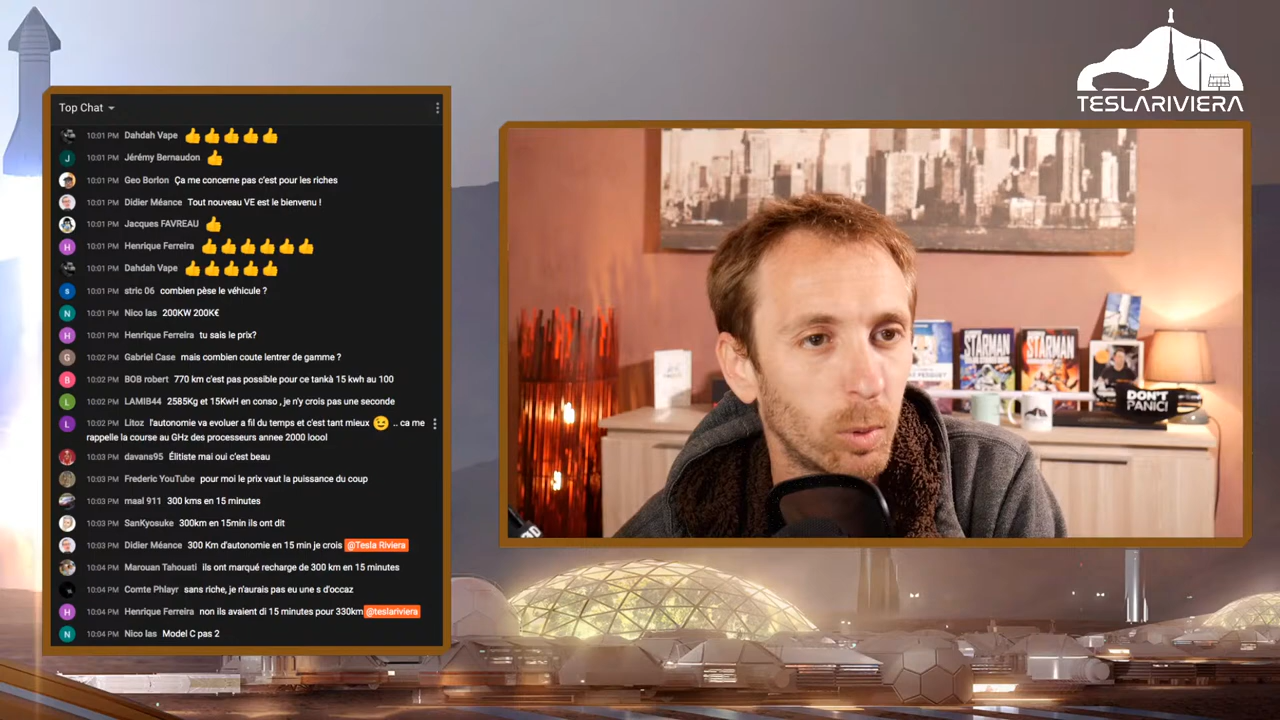 TESLARIVIERA
Top Chat
10:01 PM Dahdah Vape 👍👍👍👍👍
J 10:01 PM Jérémy Bernaudon 👍
10:01 PM Geo Borlon Ça me concerne pas c'est pour les riches
10:01 PM Didier Méance Tout nouveau VE est le bienvenu !
10:01 PM Jacques FAVREAU 👍
H 10:01 PM Henrique Ferreira 👍👍👍👍👍👍
10:01 PM Dahdah Vape 👍👍👍👍👍
s 10:01 PM stric 06 combien pèse le véhicule ?
N 10:01 PM Nico las 200KW 200K€
H 10:01 PM Henrique Ferreira tu sais le prix?
G 10:02 PM Gabriel Case mais combien coute lentrer de gamme ?
B 10:02 PM BOB robert 770 km c'est pas possible pour ce tankà 15 kwh au 100
L 10:02 PM LAMIB44 2585Kg et 15KwH en conso , je n'y crois pas une seconde
L 10:02 PM Litoz l'autonomie va evoluer a fil du temps et c'est tant mieux 😉 .. ca me
rappelle la course au GHz des processeurs annee 2000 loool
10:03 PM davans95 Élitiste mai oui c'est beau
10:03 PM Frederic YouTube pour moi le prix vaut la puissance du coup
10:03 PM maal 911 300 kms en 15 minutes
10:03 PM SanKyosuke 300km en 15min ils ont dit
10:03 PM Didier Méance 300 Km d'autonomie en 15 min je crois @Tesla Riviera
10:04 PM Marouan Tahouati ils ont marqué recharge de 300 km en 15 minutes
10:04 PM Comte Phlayr sans riche, je n'aurais pas eu une s d'occaz
H 10:04 PM Henrique Ferreira non ils avaient di 15 minutes pour 330km @teslariviera
N 10:04 PM Nico las Model C pas 2
STARMAN
STARMAN
DON'T
PANIC!